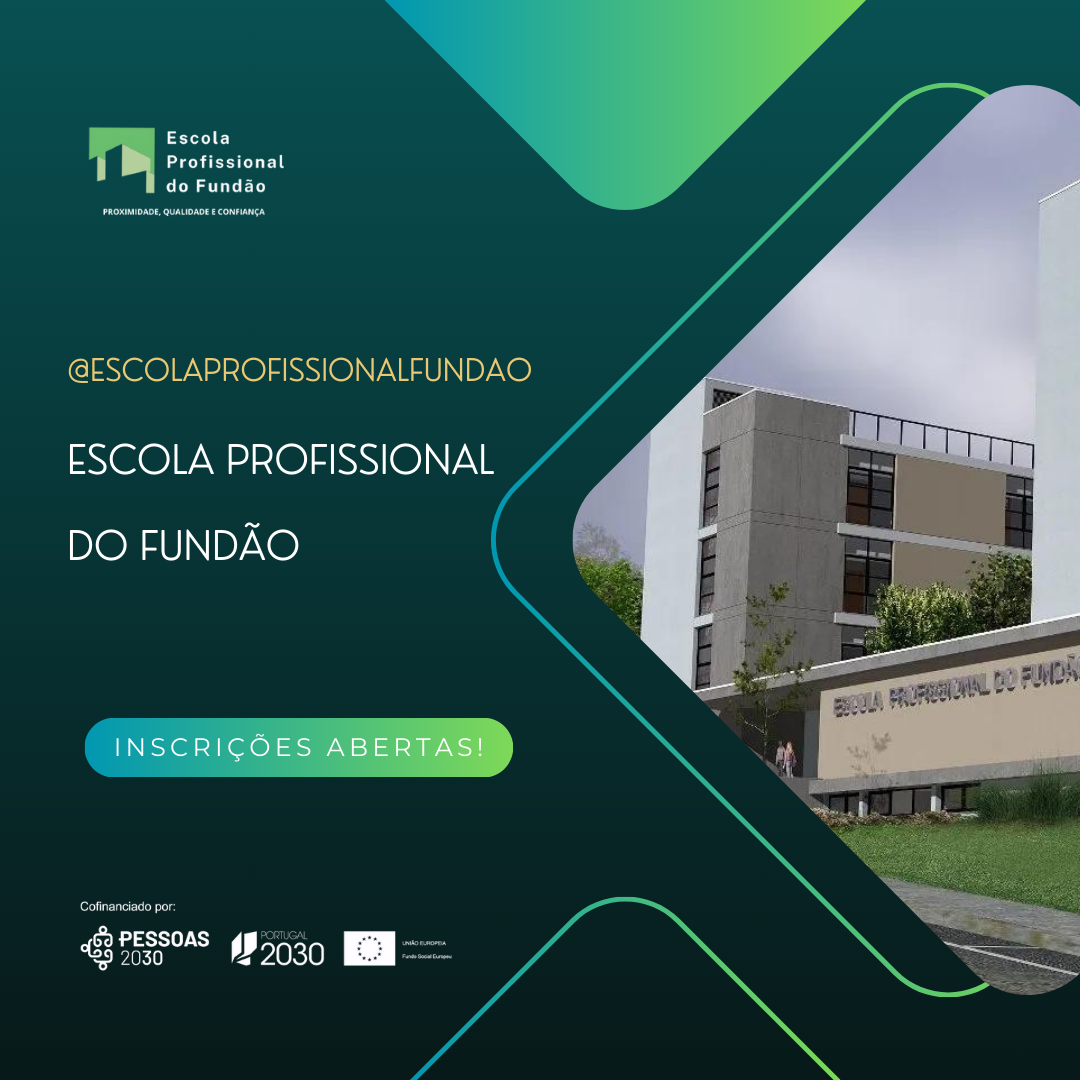 Escola
Profissional
do Fundão
PROXIMIDADE, QUALIDADE E CONFIANÇA
@ESCOLAPROFISSIONALFUNDAO
ESCOLA PROFISSIONAL
DO FUNDÃO
ESCOLA PROFISSIONAL DO FUNDÃ
INSCRIÇÕES ABERTAS!
Cofinanciado por:
PESSOAS
2030
PORTUGAL
2030
UNIÃO EUROPEIA
Fundo Social Europeu